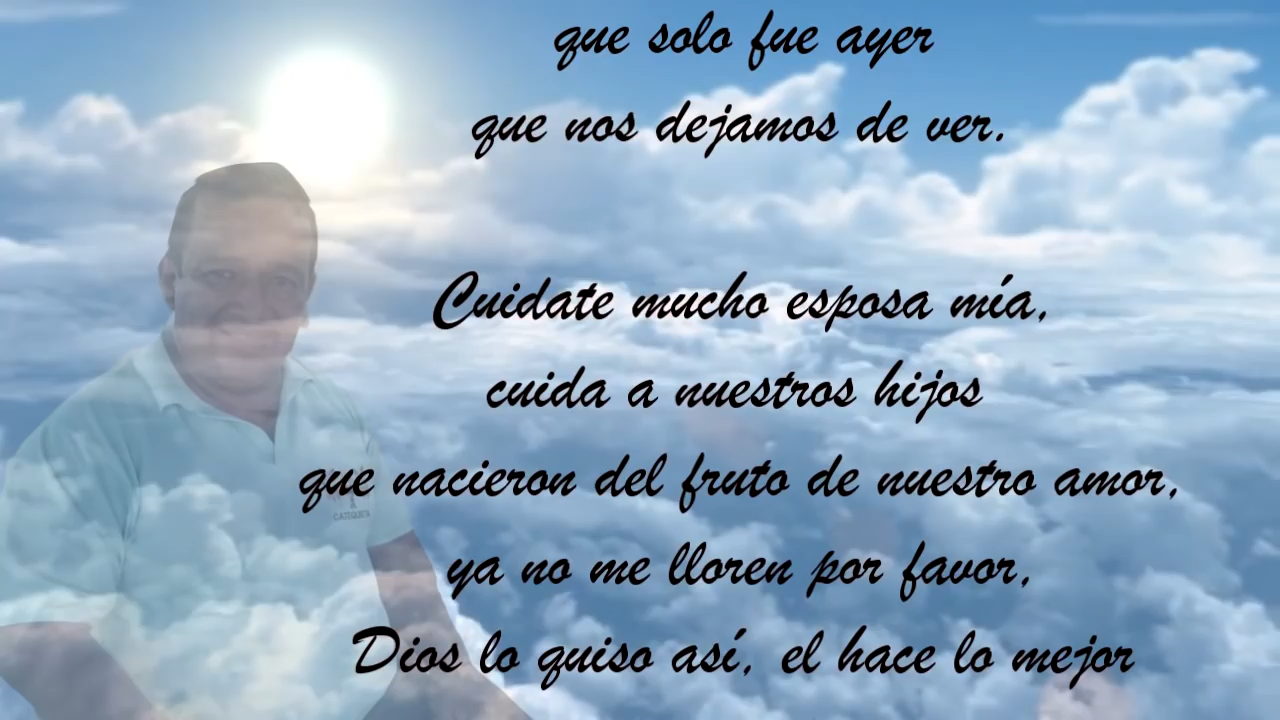 que solo fue ayer
que nos dejamos de ver.
Cuidate mucho esposa mía,
cuida a nuestros hijos
que nacieron del fruto de nuestro amor,
CATEQUISTA
ya no me lloren por favor,
Dios lo quiso así, el hace lo mejor